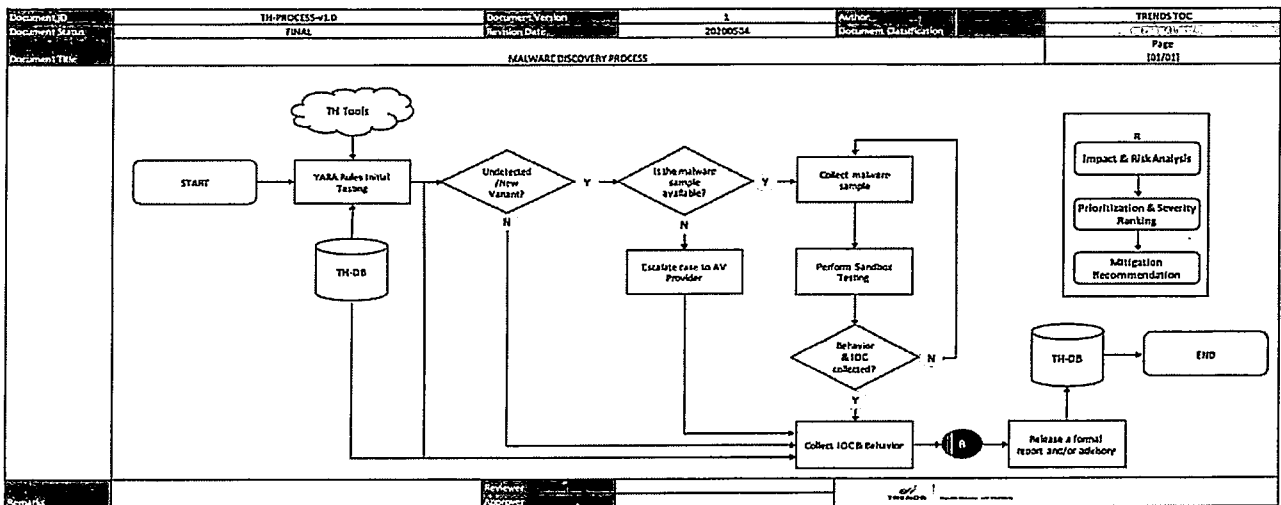 Document ID
TH-PROCESS-v1.0
Document Version
1
Author
TRENDS TOC
Document Status
FINAL
Revision Date
Document Classification
Document Title
MALWARE DISCOVERY PROCESS
Page
[01/01]
TH Tools
START
YARA Rules Initial
Testing
TH-DB
Undetected
/New
Variant?
Y
N
Is the malware
sample
available?
Y
N
Escalate case to AV
Provider
Collect malware
sample
Perform Sandbox
Testing
Behavior
& IOC
collected?
N
Y
Collect IOC & Behavior
R
Release a formal
report and/or advisory
TH-DB
END
R
Impact & Risk Analysis
Prioritization & Severity
Ranking
Mitigation
Recommendation
Remarks
Reviewer
Approver
TRENDS